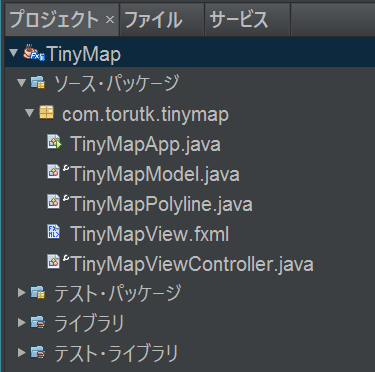 プロジェクト × ファイル サービス
TinyMap
ソース・パッケージ
com.torutk.tinymap
TinyMapApp.java
TinyMapModel.java
TinyMapPolyline.java
TinyMapView.fxml
TinyMapViewController.java
テスト・パッケージ
ライブラリ
テスト・ライブラリ